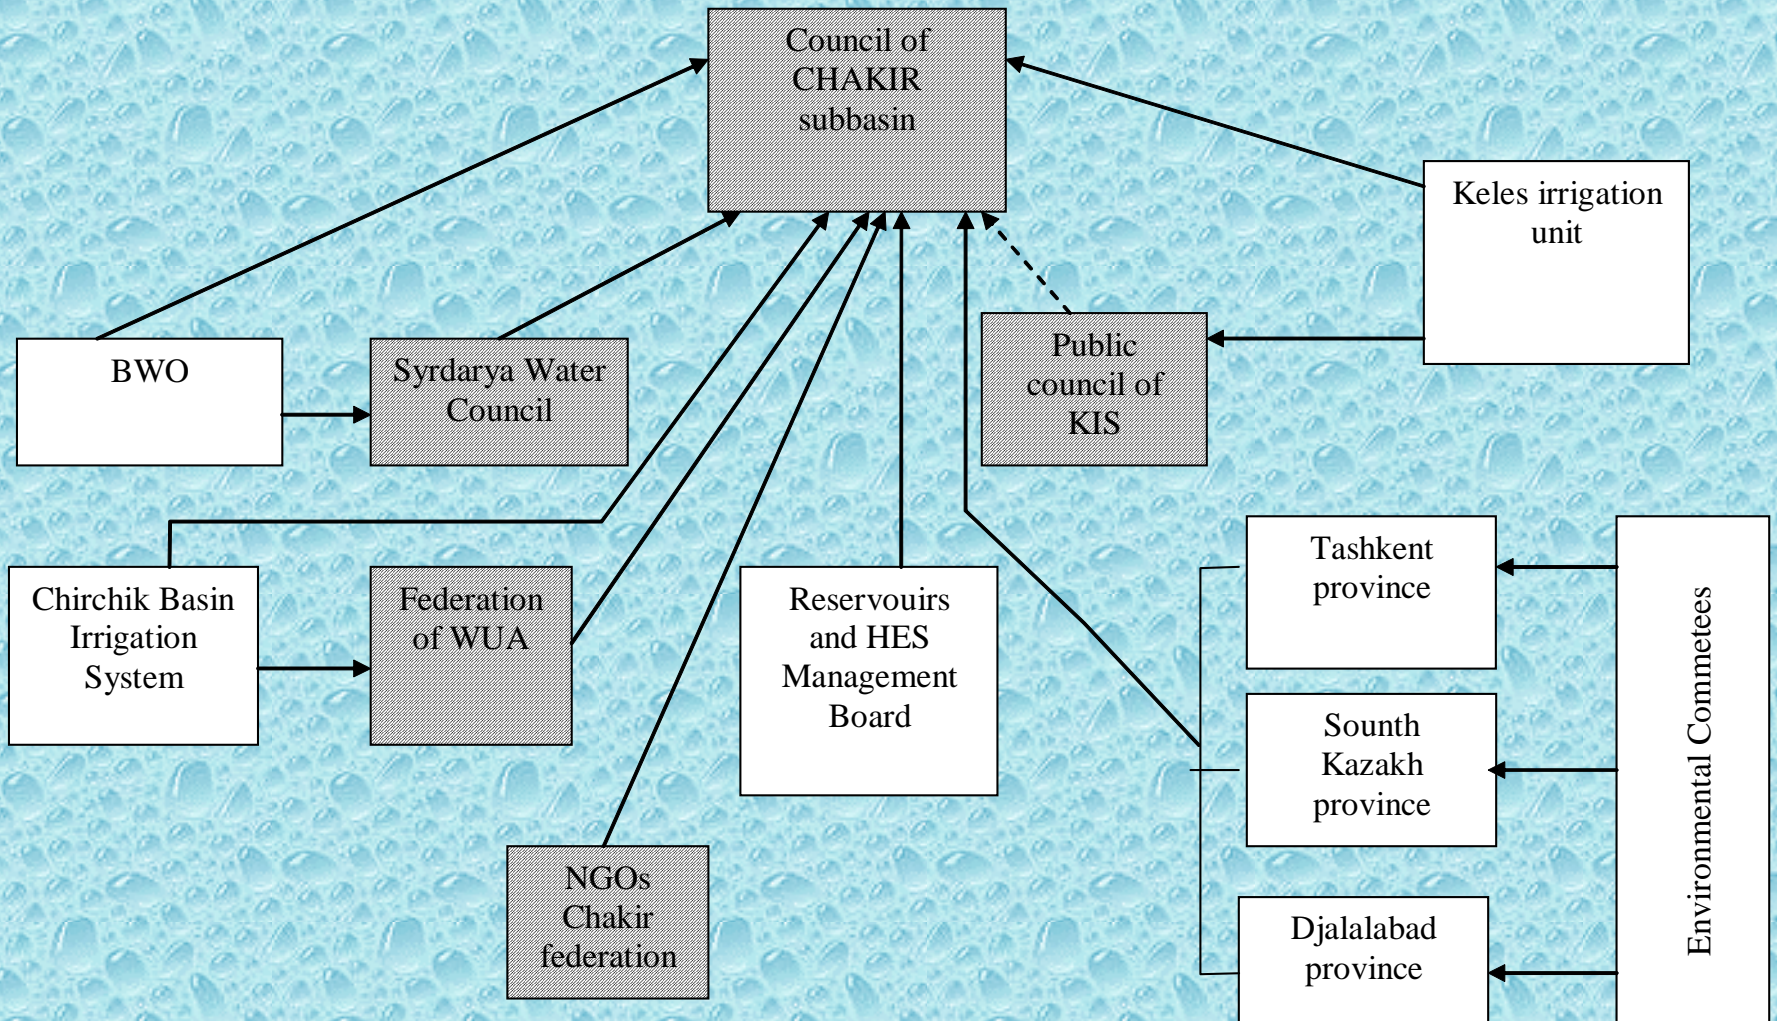 Council of
CHAKIR
subbasin
Keles irrigation
unit
BWO
Syrdarya Water
Council
Public
council of
KIS
Chirchik Basin
Irrigation
System
Federation
of WUA
Reservouirs
and HES
Management
Board
Tashkent
province
Sounth
Kazakh
province
Djalalabad
province
Environmental Commetees
NGOs
Chakir
federation